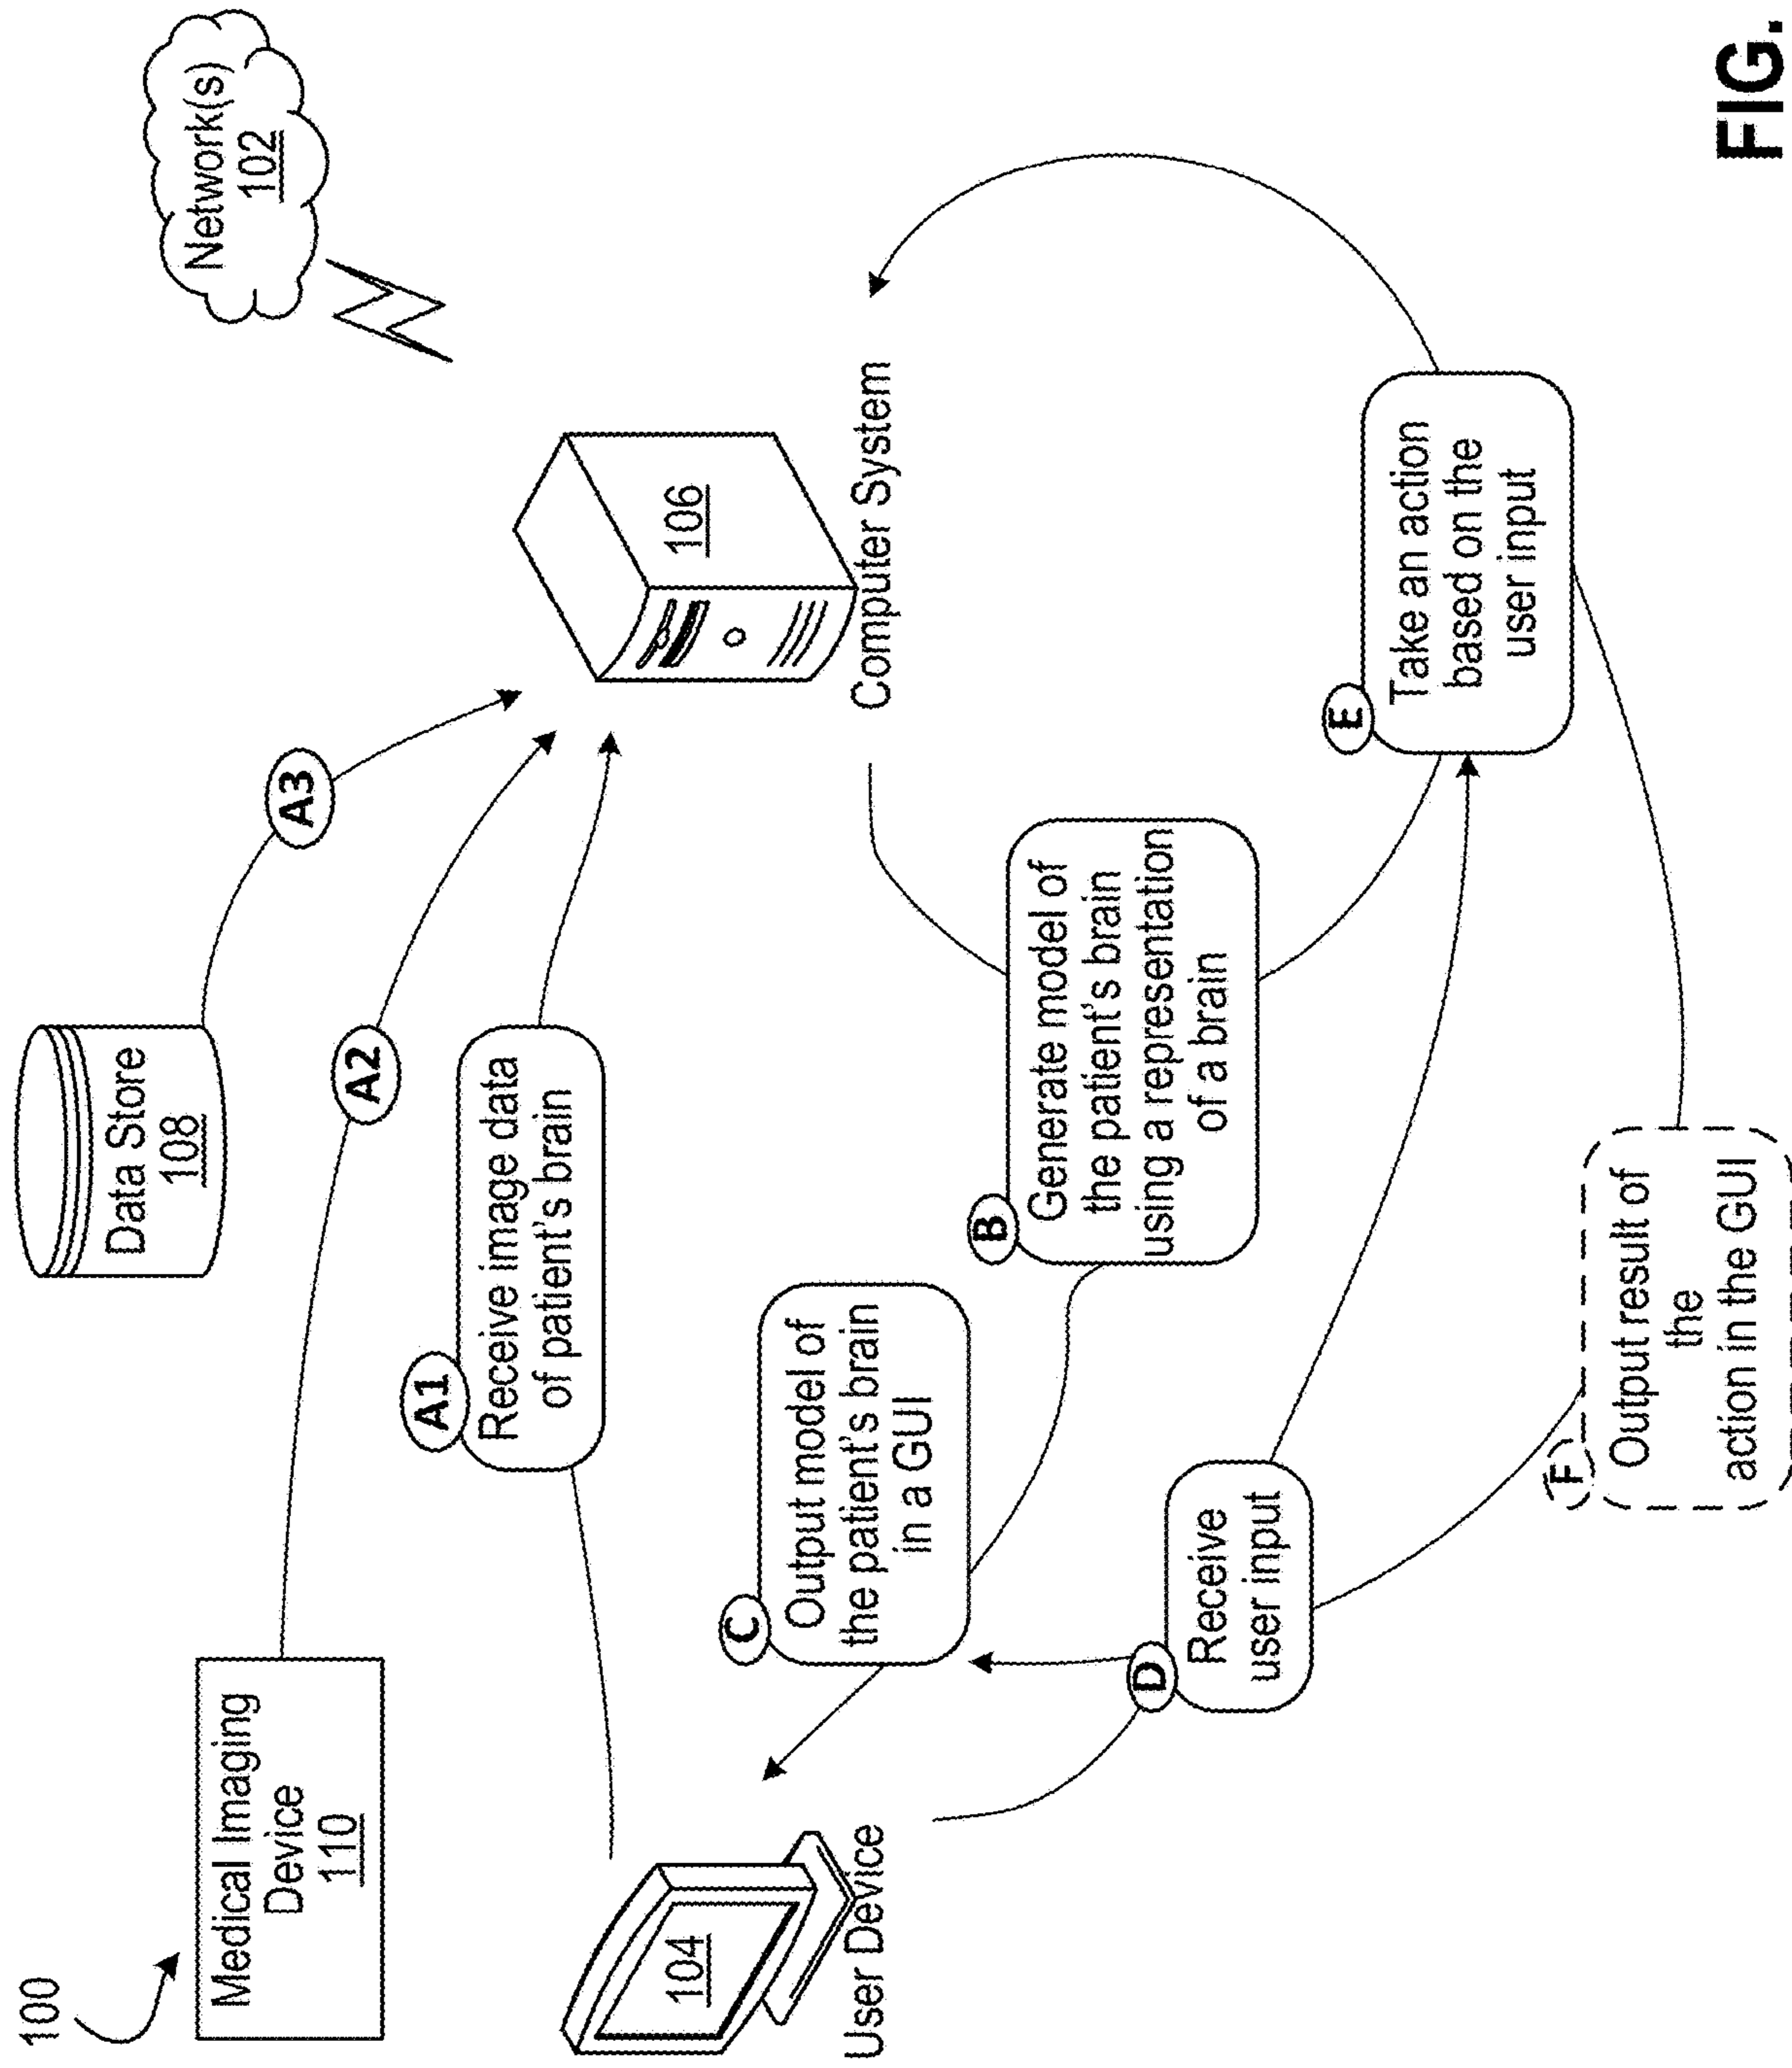 100
Medical Imaging
Device
110
Data Store
108
Network(s)
102
A3
A2
A1
Receive image data
of patient's brain
104
User Device
106
Computer System
C
Output model of
the patient's brain
in a GUI
B
Generate model of
the patient's brain
using a representation
of a brain
D
Receive
user input
E
Take an action
based on the
user input
F
Output result of
the
action in the GUI
FIG.